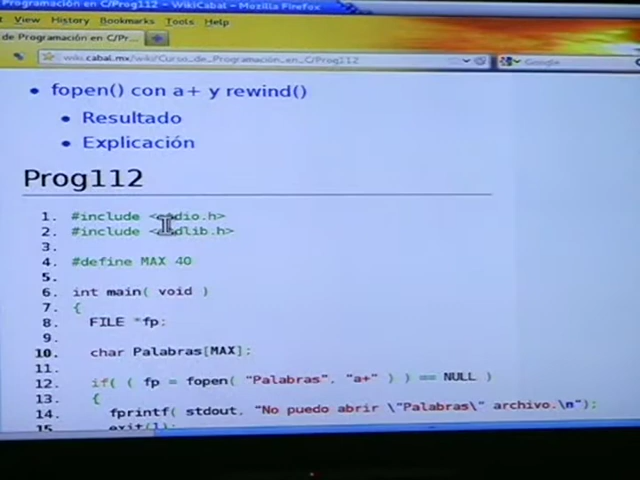 Programación en C/Prog112 - WikiCabal - Mozilla Firefox
View History Bookmarks Tools Help
de Programación en C/Pr...
wiki.cabal.mx/wiki/Curso_de_Programación_en_C/Prog112
Google
• fopen() con a+ y rewind()
• Resultado
• Explicación
Prog112
1. #include <stdio.h>
2. #include <stdlib.h>
3.
4. #define MAX 40
5.
6. int main( void )
7. {
8. FILE *fp;
9.
10. char Palabras[MAX];
11.
12. if( ( fp = fopen( "Palabras", "a+" ) ) == NULL )
13. {
14. fprintf( stdout, "No puedo abrir \"Palabras\" archivo.\n");
15. exit(1);